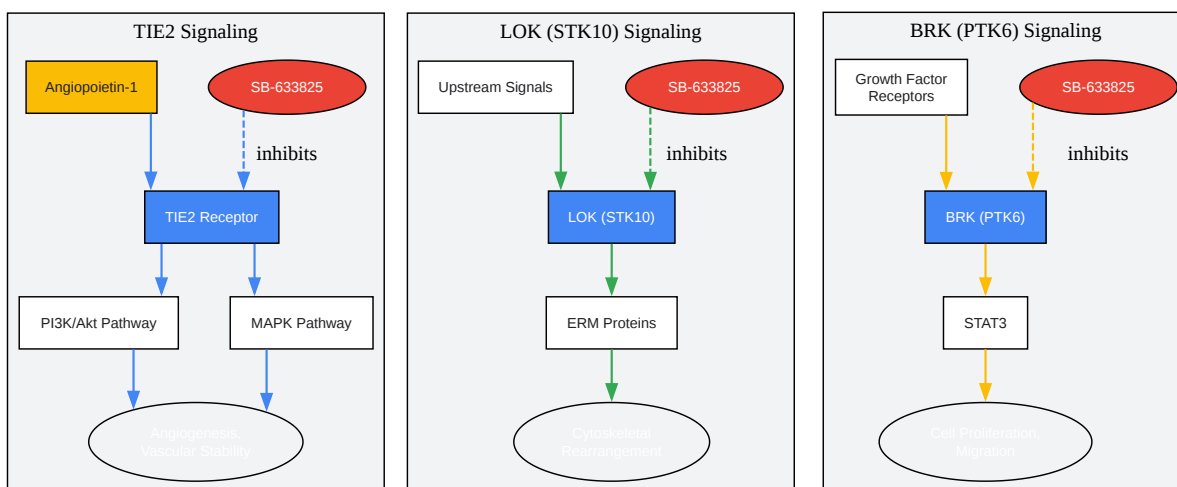 TIE2 Signaling
Angiopoietin-1
SB-633825
inhibits
TIE2 Receptor
PI3K/Akt Pathway
MAPK Pathway
Angiogenesis,
Vascular Stability
LOK (STK10) Signaling
Upstream Signals
SB-633825
inhibits
LOK (STK10)
ERM Proteins
Cytoskeletal
Rearrangement
BRK (PTK6) Signaling
Growth Factor
Receptors
SB-633825
inhibits
BRK (PTK6)
STAT3
Cell Proliferation,
Migration